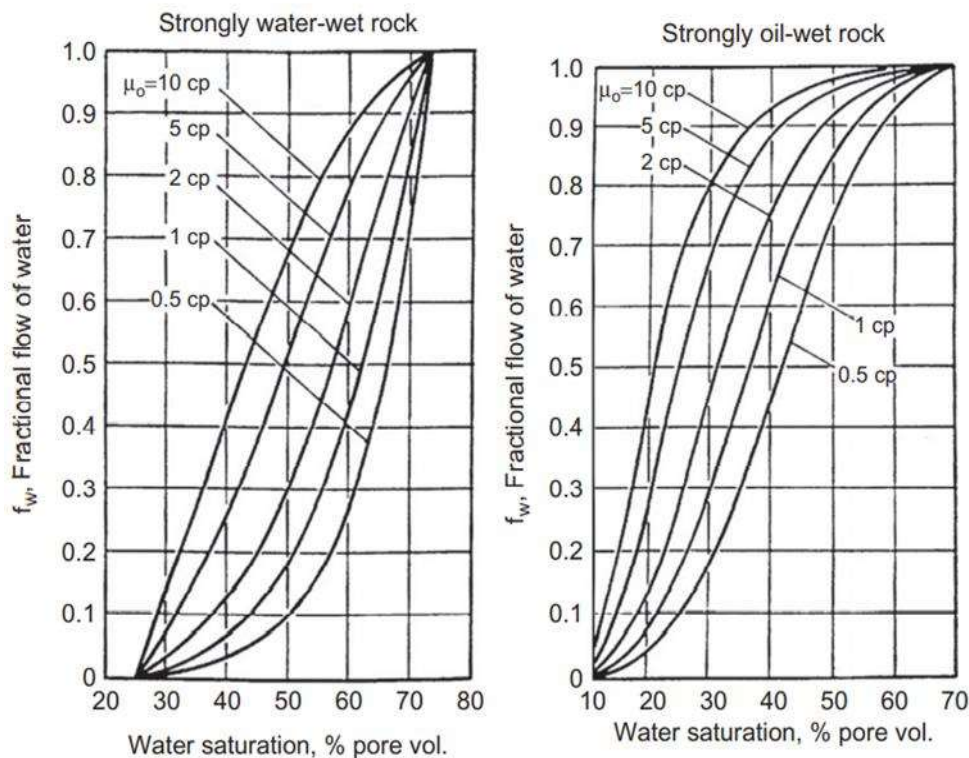 Strongly water-wet rock
1.0
0.9
0.8
0.7
0.6
0.5
0.4
0.3
0.2
0.1
0
μo=10 cp
5 cp
2 cp
1 cp
0.5 cp
fw, Fractional flow of water
20 30 40 50 60 70 80
Water saturation, % pore vol.
Strongly oil-wet rock
1.0
0.9
0.8
0.7
0.6
0.5
0.4
0.3
0.2
0.1
0
μo=10 cp
5 cp
2 cp
1 cp
0.5 cp
fw, Fractional flow of water
10 20 30 40 50 60 70
Water saturation, % pore vol.